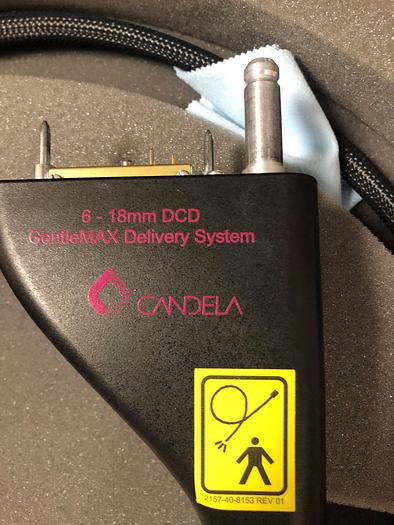 6 - 18mm DCD
GentleMAX Delivery System
CANDELA
2157-40-8153 REV 01